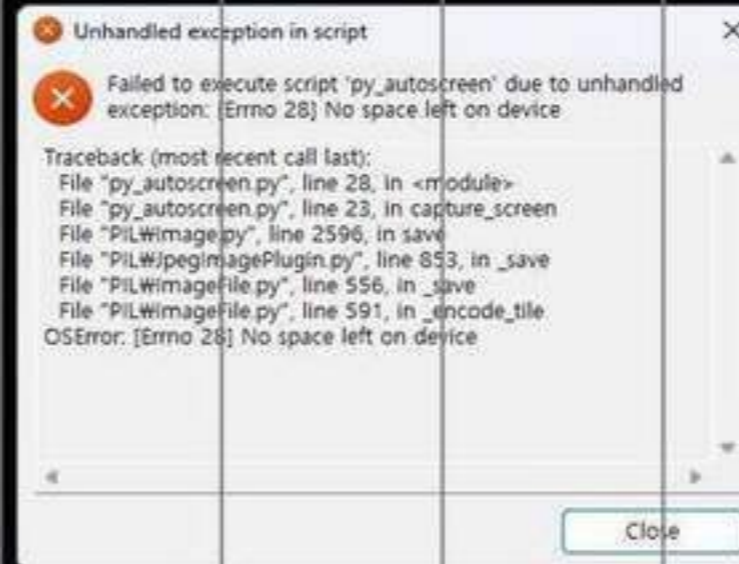 Unhandled exception in script
Failed to execute script 'py_autoscreen' due to unhandled
exception: [Errno 28] No space left on device
Traceback (most recent call last):
File "py_autoscreen.py", line 28, in <module>
File "py_autoscreen.py", line 23, in capture_screen
File "PIL₩Image.py", line 2596, in save
File "PIL₩JpegImagePlugin.py", line 853, in _save
File "PIL₩ImageFile.py", line 556, in _save
File "PIL₩ImageFile.py", line 591, in _encode_tile
OSError: [Errno 28] No space left on device
Close